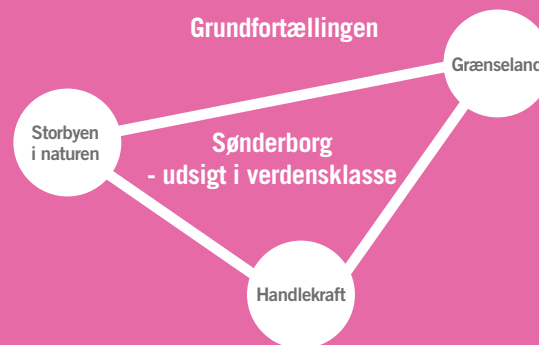 Grundfortællingen
Grænseland
Storbyen
i naturen
Sønderborg
- udsigt i verdensklasse
Handlekraft